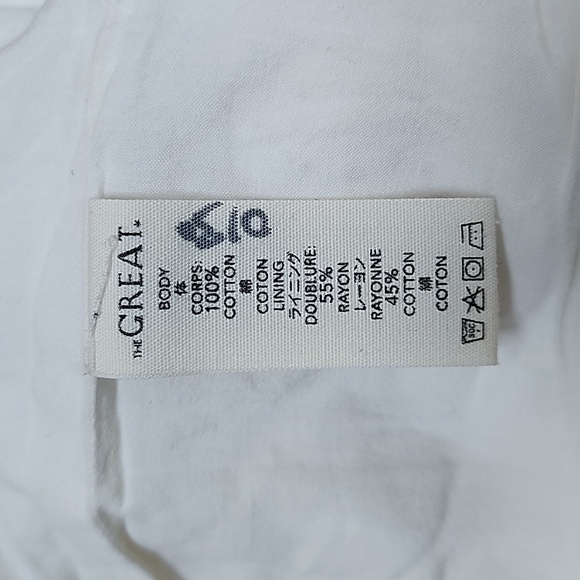 THE GREAT.
BODY
体
CORPS:
100%
COTTON
綿
COTON
LINING
ライニング
DOUBLURE:
55%
RAYON
レーヨン
RAYONNE
45%
COTTON
綿
COTON
30C